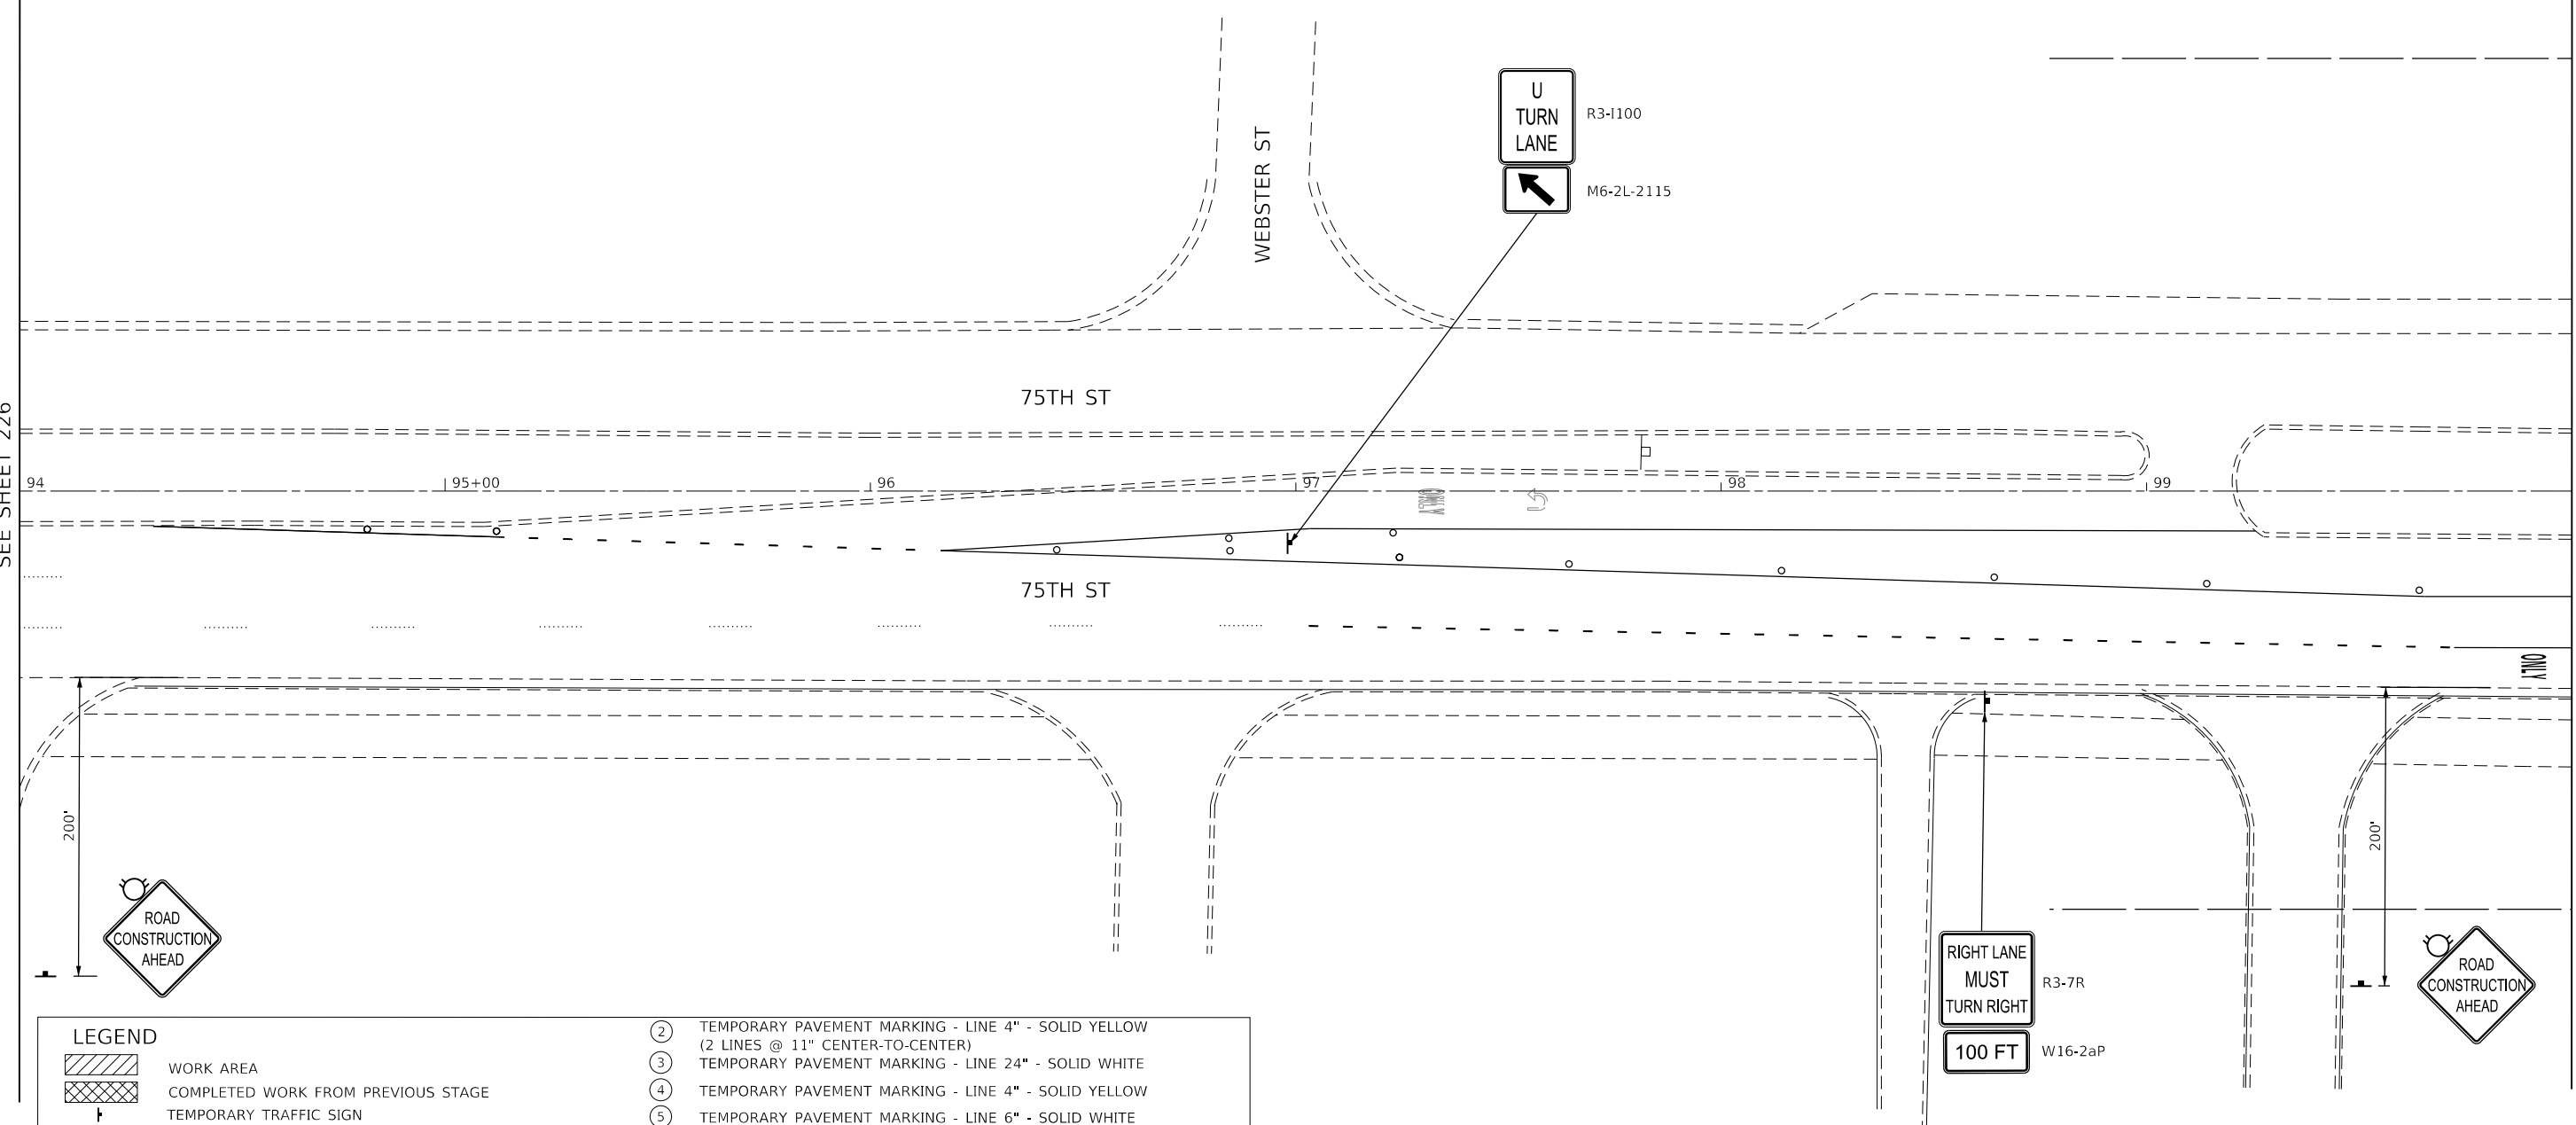 U
TURN
LANE
R3-I100
M6-2L-2115
WEBSTER ST
75TH ST
SEE SHEET 226
94
95+00
96
97
98
99
ONLY
75TH ST
ONLY
200'
200'
ROAD
CONSTRUCTION
AHEAD
RIGHT LANE
MUST
TURN RIGHT
R3-7R
100 FT
W16-2aP
ROAD
CONSTRUCTION
AHEAD
LEGEND
WORK AREA
COMPLETED WORK FROM PREVIOUS STAGE
TEMPORARY TRAFFIC SIGN
2 TEMPORARY PAVEMENT MARKING - LINE 4" - SOLID YELLOW
(2 LINES @ 11" CENTER-TO-CENTER)
3 TEMPORARY PAVEMENT MARKING - LINE 24" - SOLID WHITE
4 TEMPORARY PAVEMENT MARKING - LINE 4" - SOLID YELLOW
5 TEMPORARY PAVEMENT MARKING - LINE 6" - SOLID WHITE